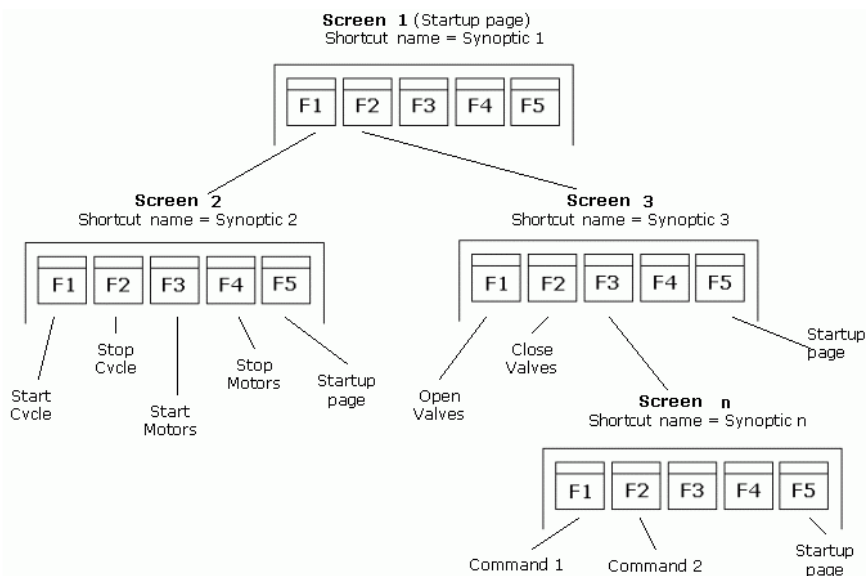 Screen 1 (Startup page)
Shortcut name = Synoptic 1
F1 F2 F3 F4 F5
Screen 2
Shortcut name = Synoptic 2
F1 F2 F3 F4 F5
Start
Cycle
Stop
Cycle
Start
Motors
Stop
Motors
Startup
page
Screen 3
Shortcut name = Synoptic 3
F1 F2 F3 F4 F5
Open
Valves
Close
Valves
Startup
page
Screen n
Shortcut name = Synoptic n
F1 F2 F3 F4 F5
Command 1
Command 2
Startup
page